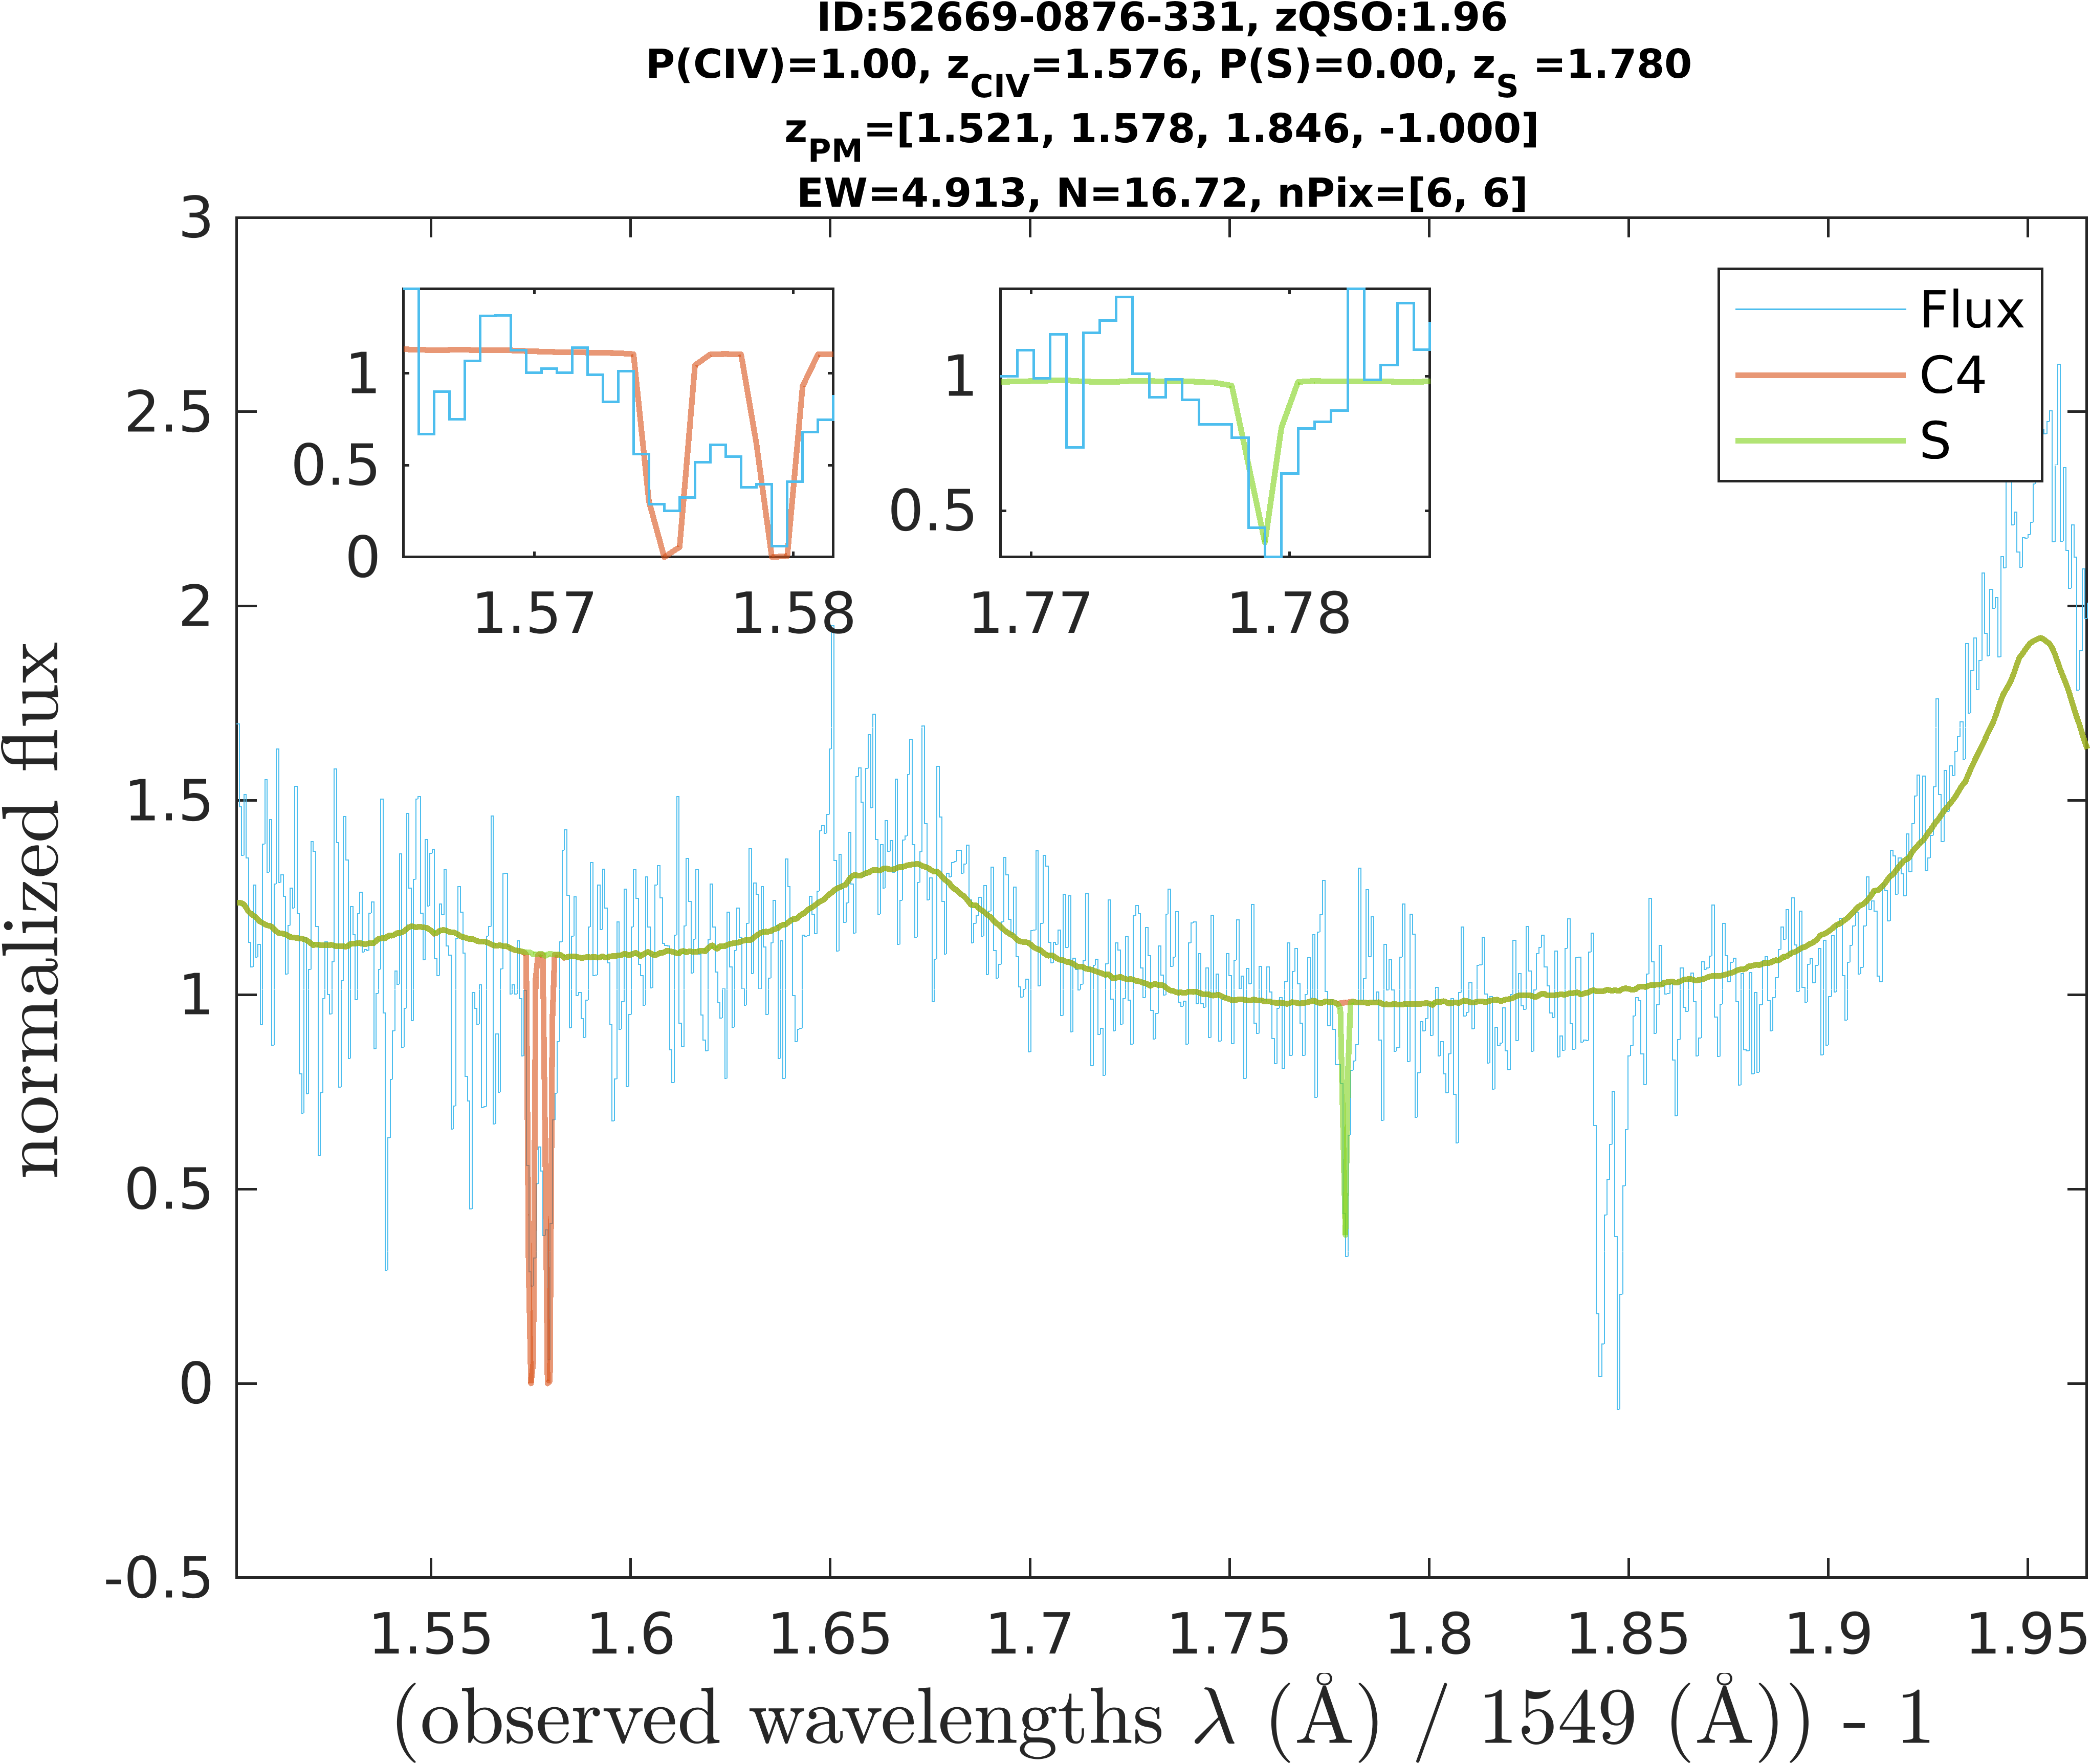 ID:52669-0876-331, zQSO:1.96
P(CIV)=1.00, zCIV=1.576, P(S)=0.00, zS =1.780
zPM=[1.521, 1.578, 1.846, -1.000]
EW=4.913, N=16.72, nPix=[6, 6]
3
2.5
2
1.5
1
0.5
0
-0.5
normalized flux
1
0.5
0
1.57
1.58
1
0.5
1.77
1.78
Flux
C4
S
1.55
1.6
1.65
1.7
1.75
1.8
1.85
1.9
1.95
(observed wavelengths λ (Å) / 1549 (Å)) - 1